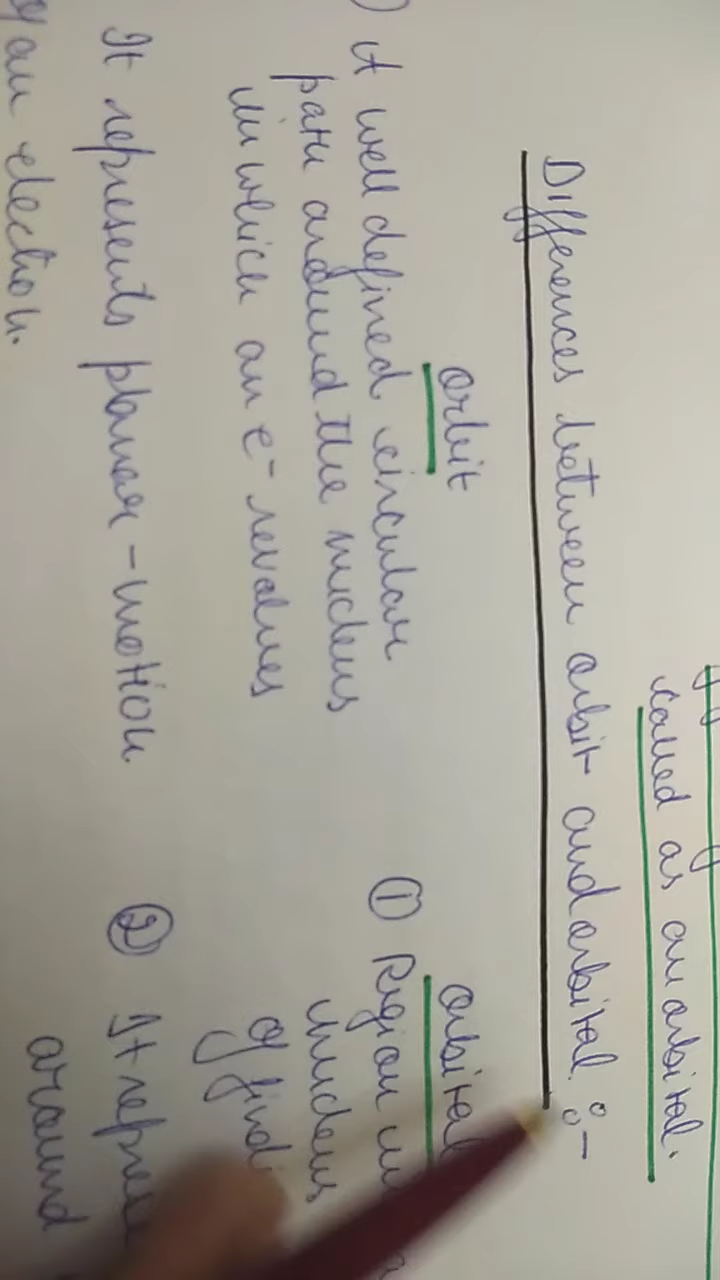 called as an orbital.
Differences between orbit and orbital :-
orbit
orbital
A well defined circular
path around the nucleus
in which an e- revolves
① Region
nucleus
of find
It represents planar-motion
of an electron.
② It repres
around